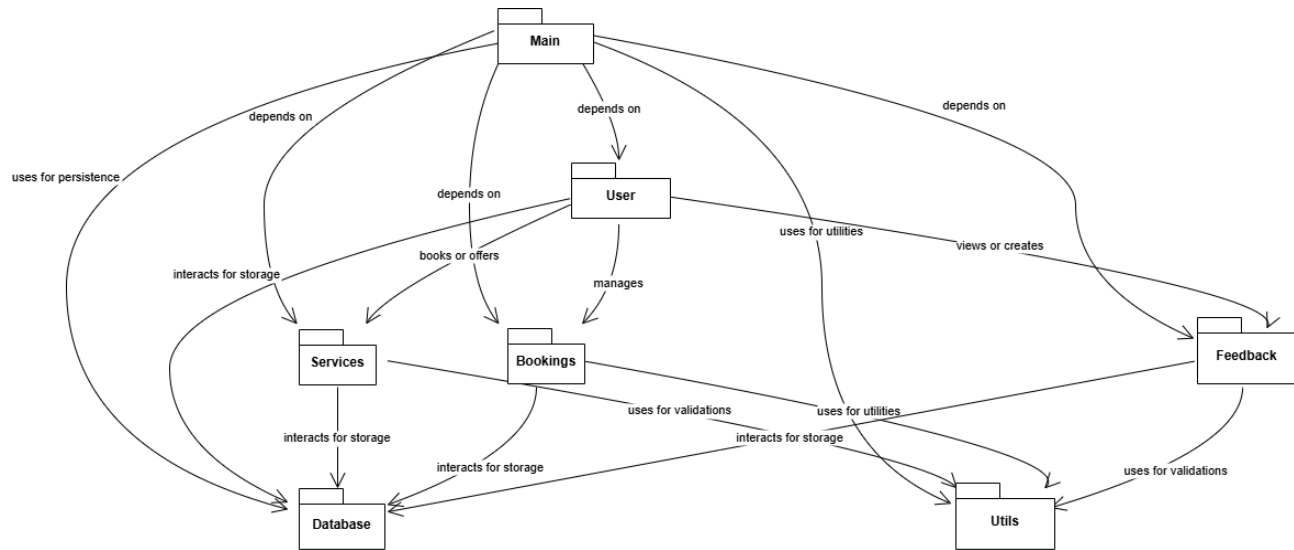 Main
depends on
depends on
depends on
uses for persistence
User
depends on
uses for utilities
views or creates
books or offers
interacts for storage
manages
Services
Bookings
Feedback
uses for validations
uses for utilities
interacts for storage
interacts for storage
interacts for storage
uses for validations
Database
Utils